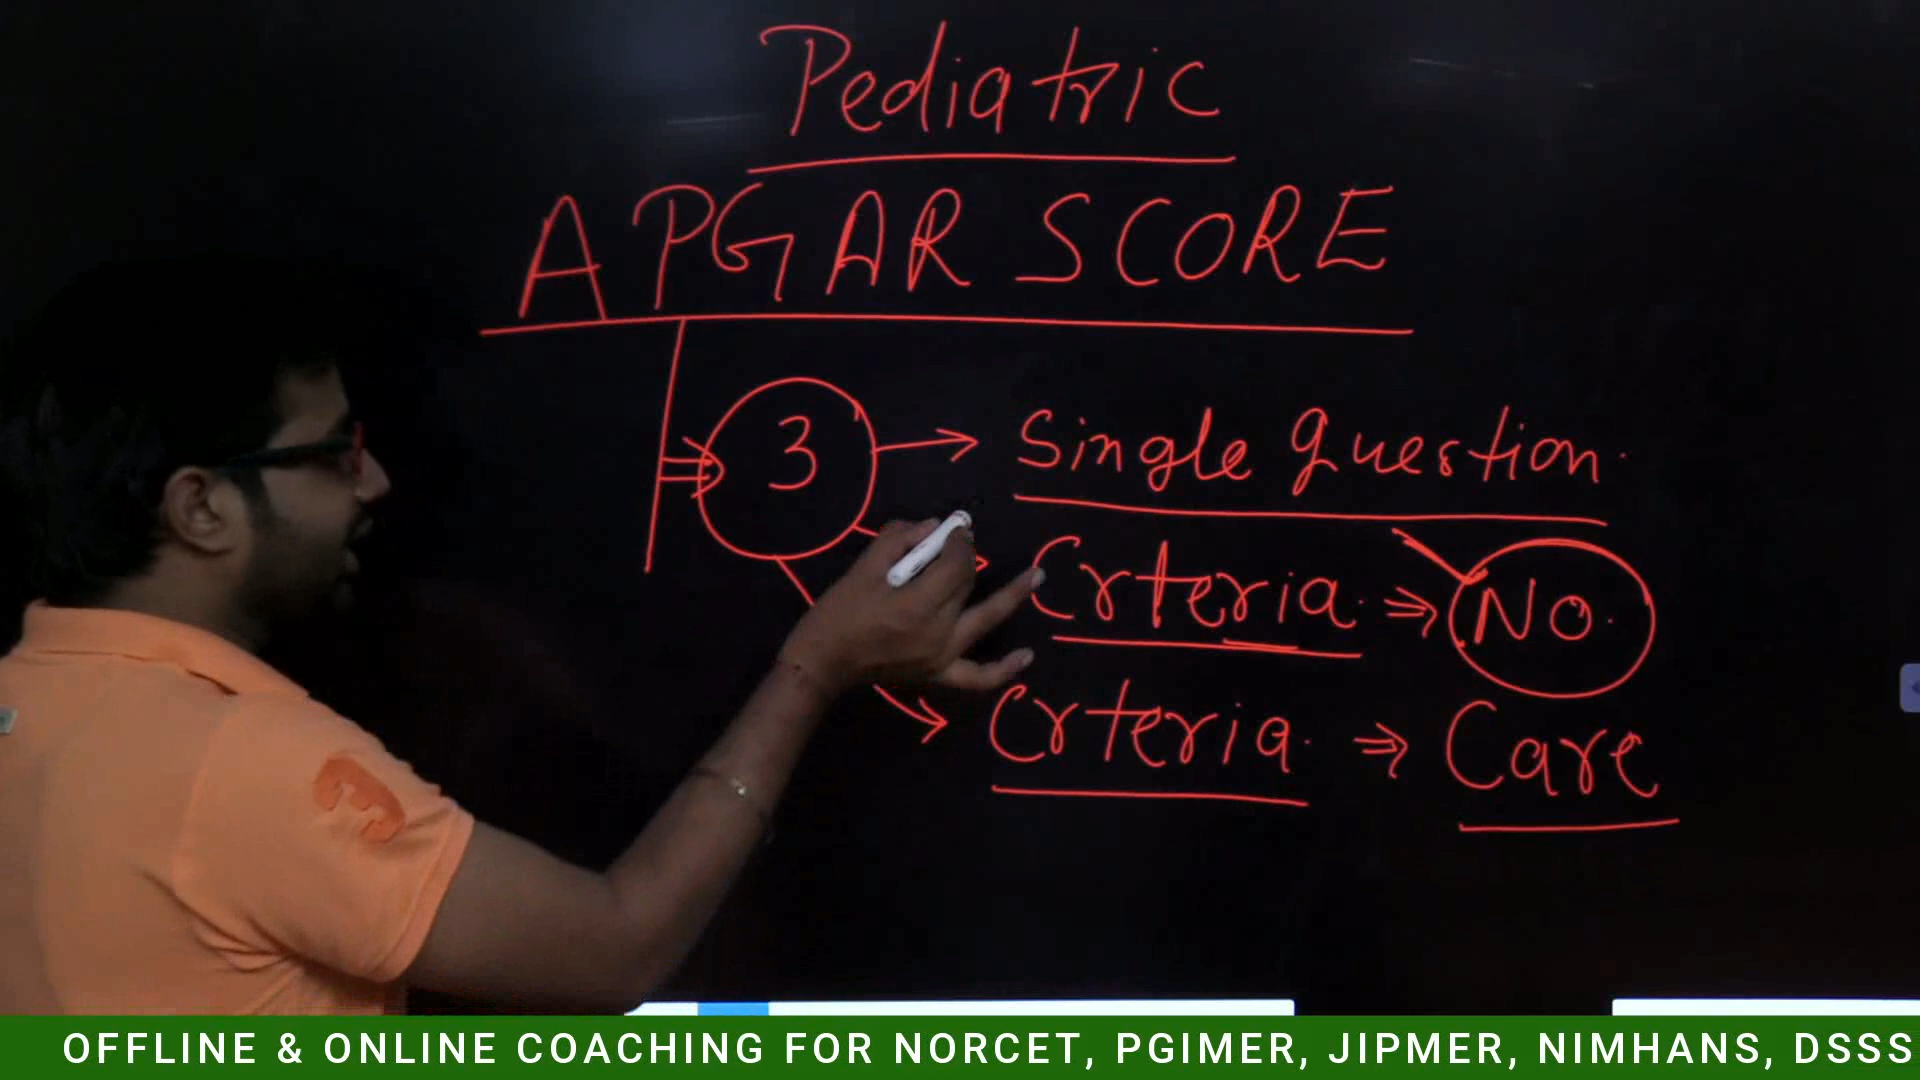 Pediatric
APGAR SCORE
3 → Single Question.
Crteria. ⇒ No.
Crteria. ⇒ Care
OFFLINE & ONLINE COACHING FOR NORCET, PGIMER, JIPMER, NIMHANS, DSSS